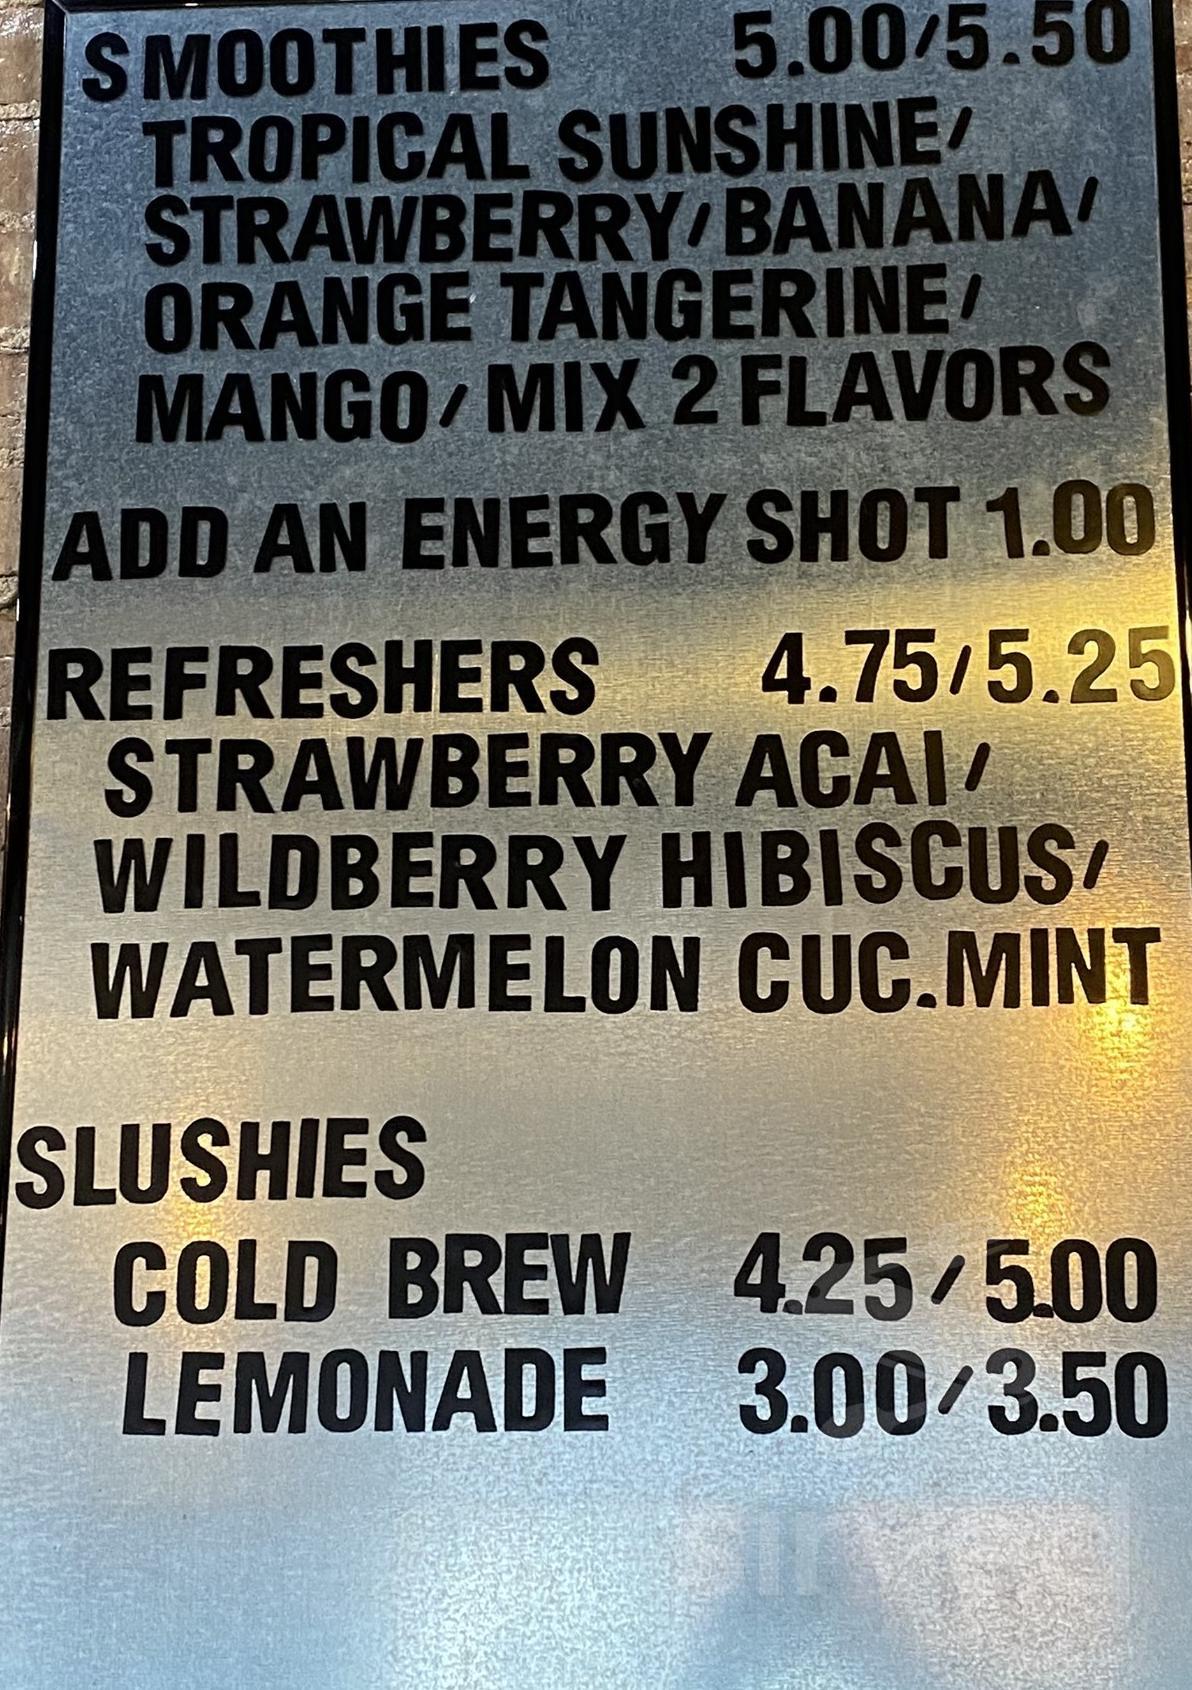 SMOOTHIES 5.00/5.50
TROPICAL SUNSHINE/
STRAWBERRY/BANANA/
ORANGE TANGERINE/
MANGO/MIX 2 FLAVORS
ADD AN ENERGY SHOT 1.00
REFRESHERS 4.75/5.25
STRAWBERRY ACAI/
WILDBERRY HIBISCUS/
WATERMELON CUC.MINT
SLUSHIES
COLD BREW 4.25/5.00
LEMONADE 3.00/3.50